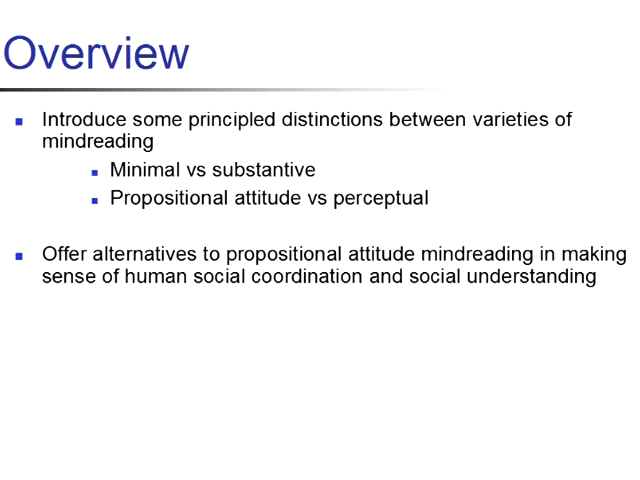 Overview
Introduce some principled distinctions between varieties of
mindreading
Minimal vs substantive
Propositional attitude vs perceptual
Offer alternatives to propositional attitude mindreading in making
sense of human social coordination and social understanding